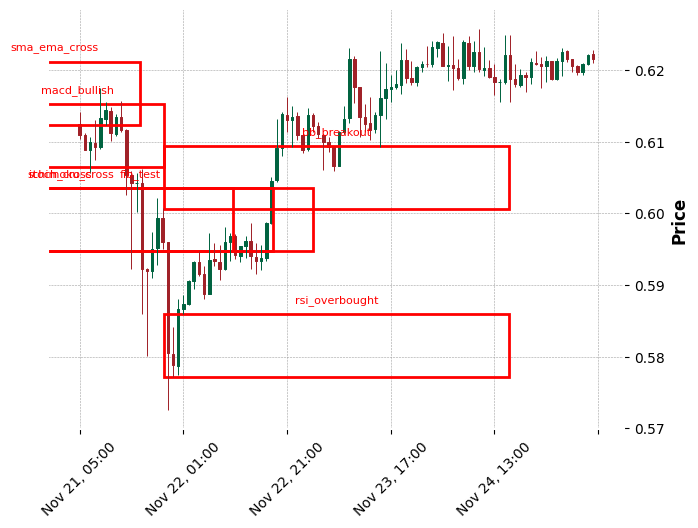 sma_ema_cross
macd_bullish
bb_breakout
fib_test
rsi_overbought
0.62
0.61
0.60
0.59
0.58
0.57
Price
Nov 21, 05:00
Nov 22, 01:00
Nov 22, 21:00
Nov 23, 17:00
Nov 24, 13:00